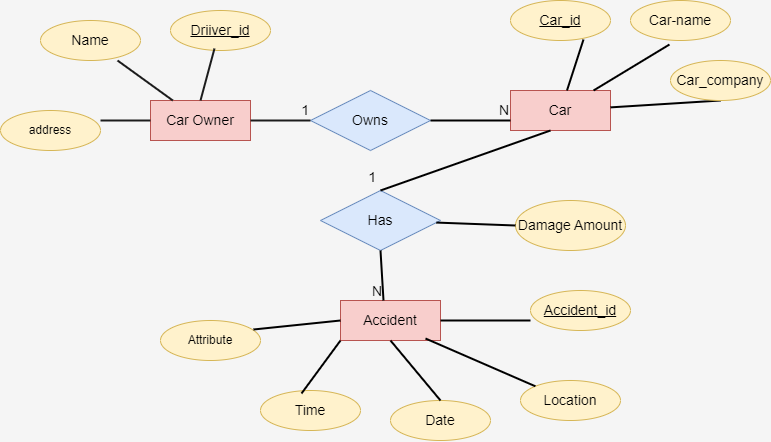 Name
Driver_id
address
Car Owner
1
Owns
N
Car
Car_id
Car-name
Car_company
1
Has
Damage Amount
N
Accident
Accident_id
Attribute
Time
Date
Location